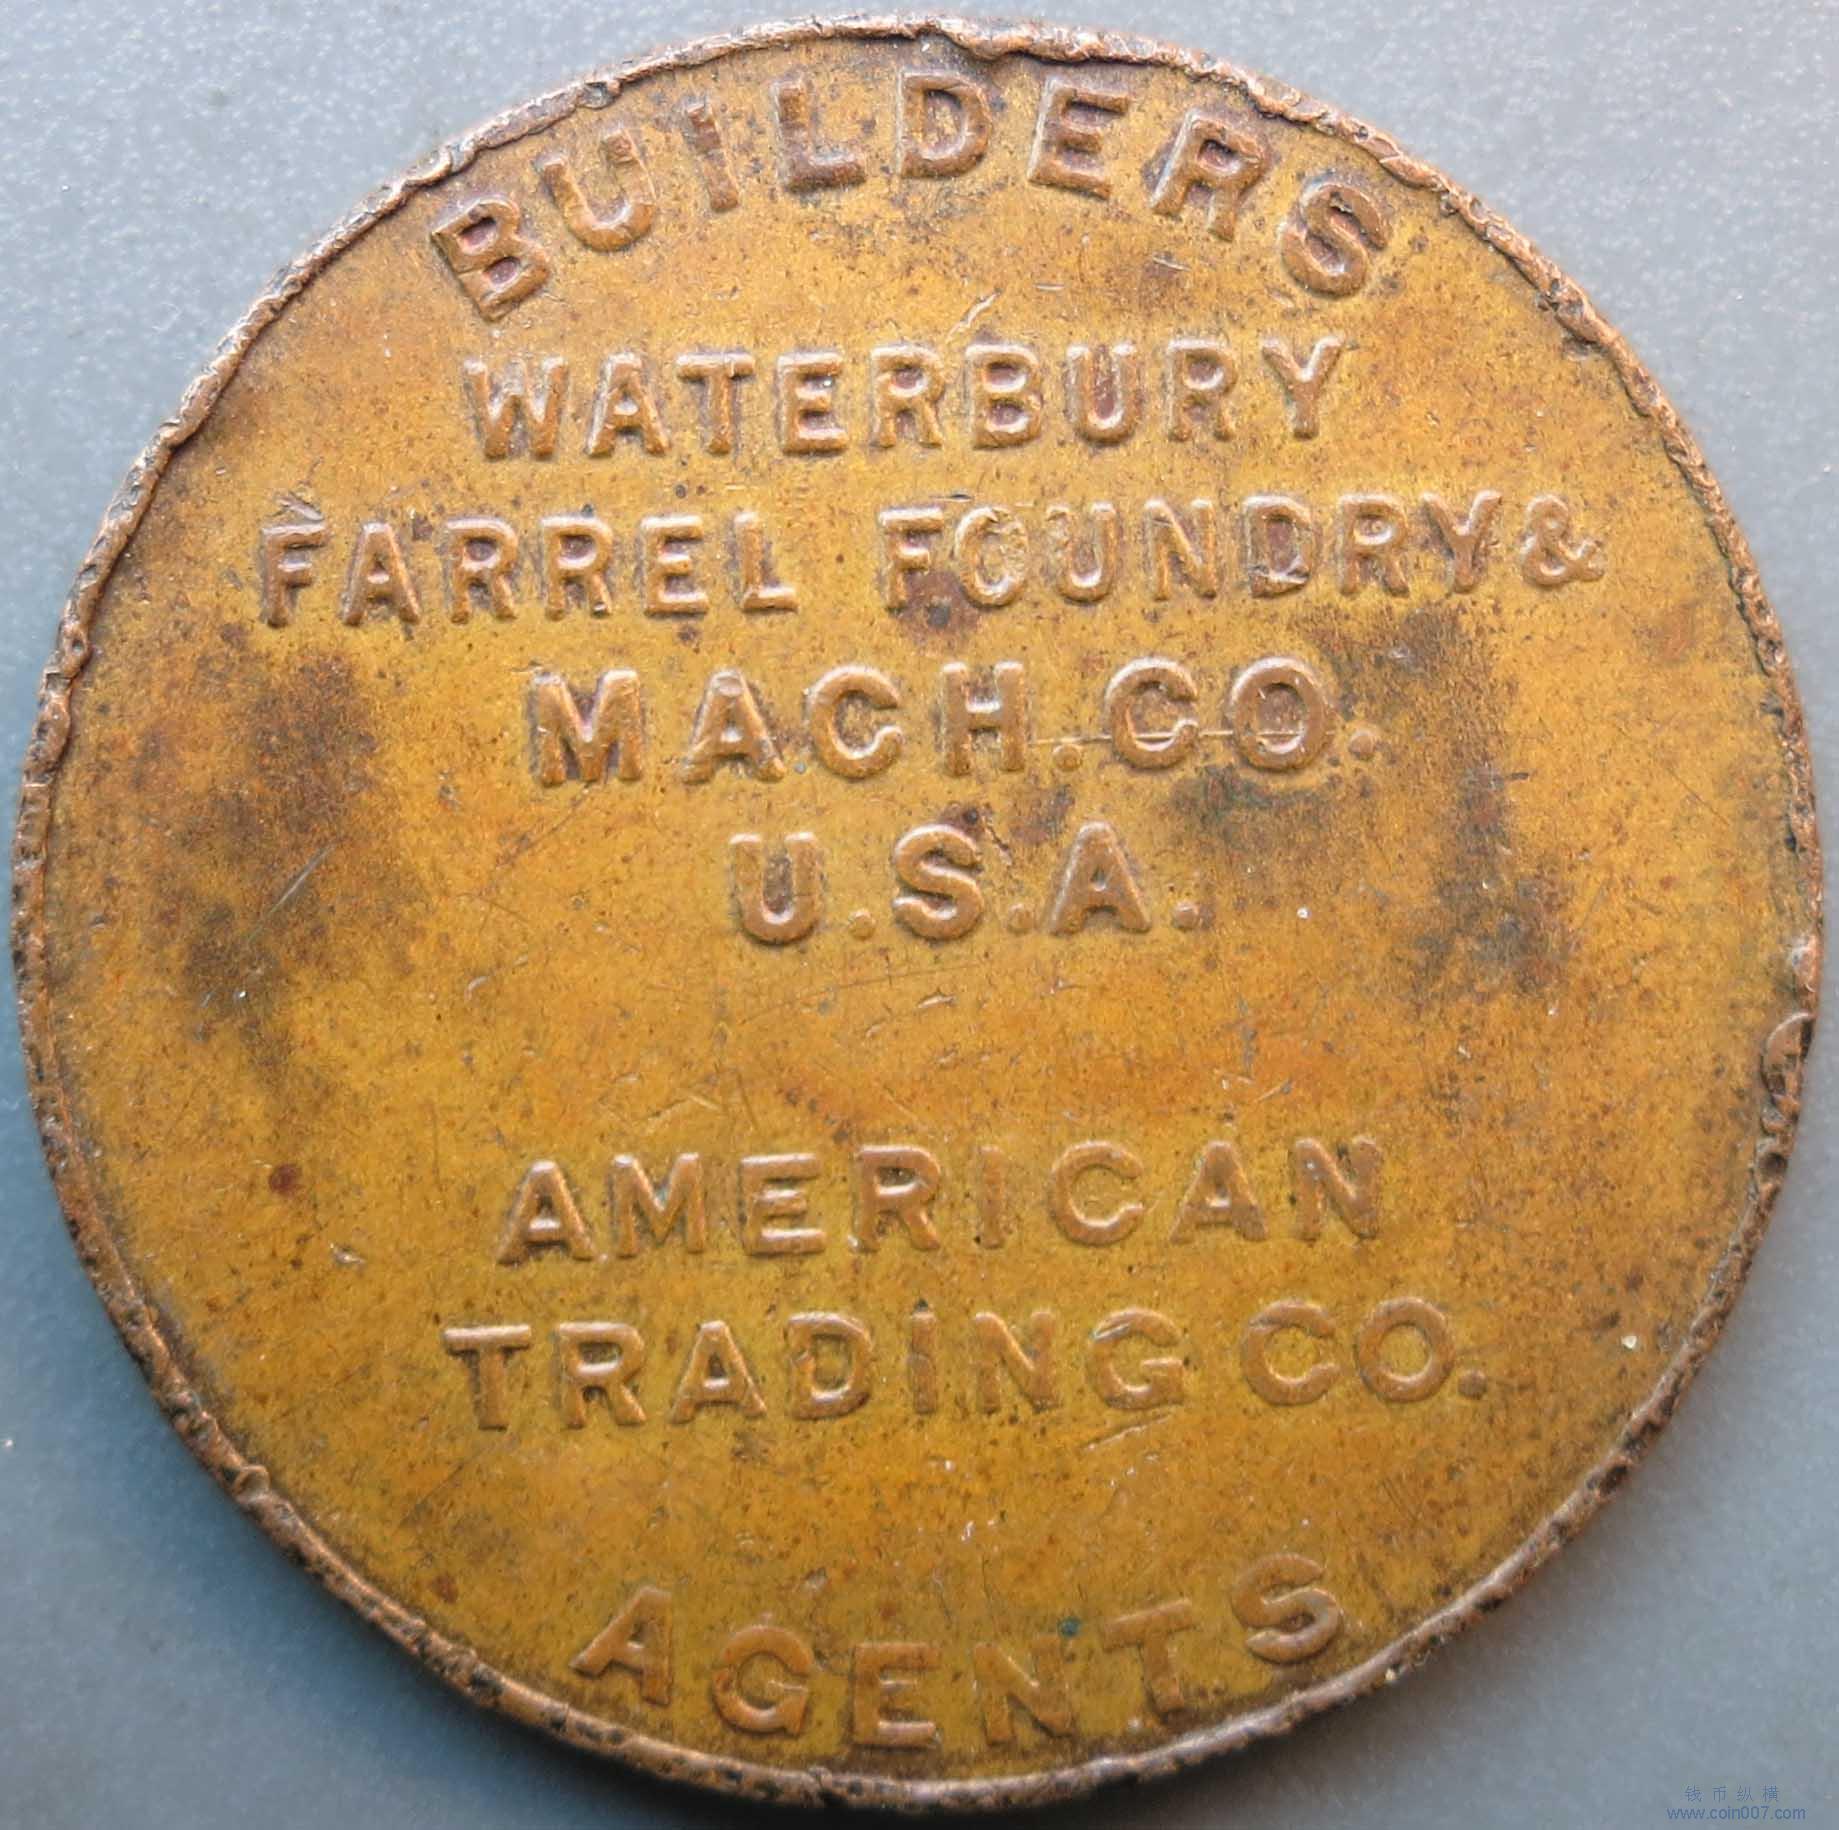 BUILDERS
WATERBURY
FARREL FOUNDRY &
MACH. CO.
U.S.A.
AMERICAN
TRADING CO.
AGENTS
钱币纵横
www.coin007.com